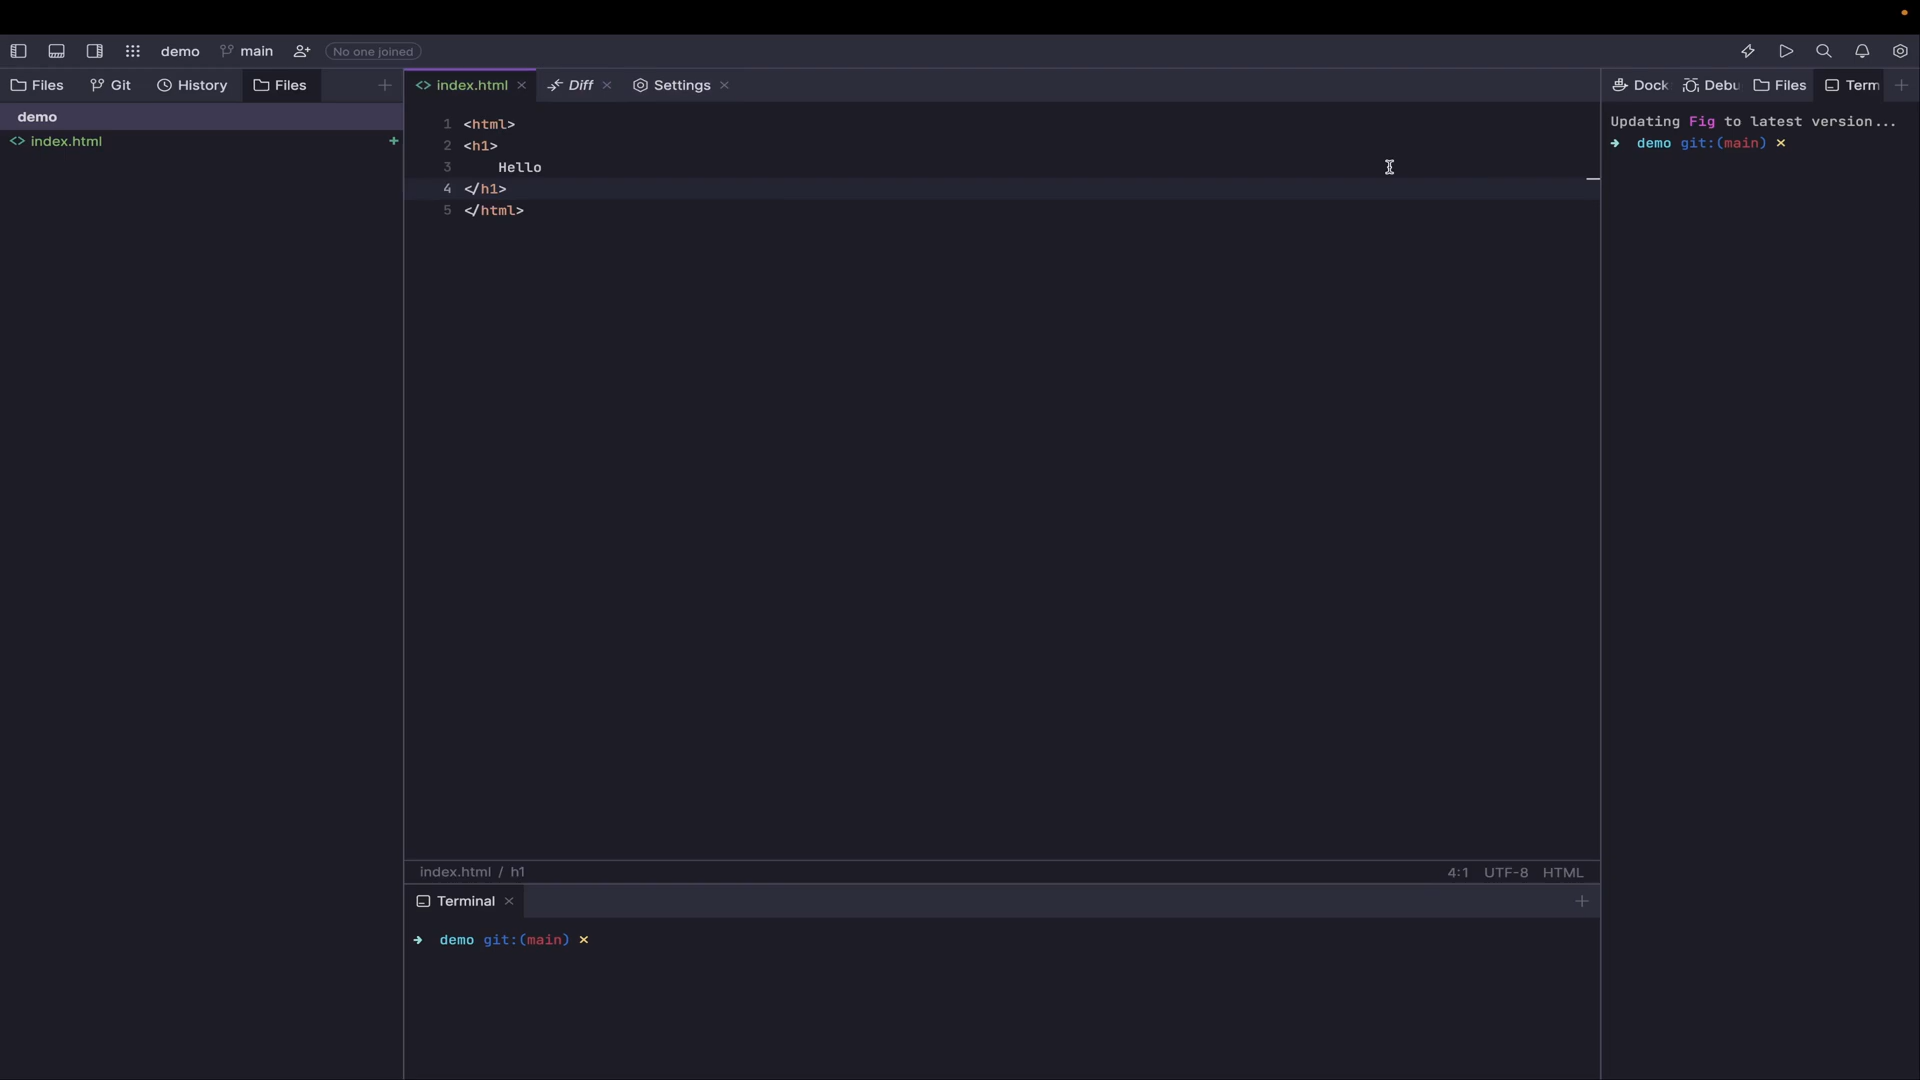 demo main No one joined
Files Git History Files
demo
index.html
index.html Diff Settings
1 <html>
2 <h1>
3 Hello
4 </h1>
5 </html>
index.html / h1 4:1 UTF-8 HTML
Terminal
demo git:(main) ×
Dock Debu Files Term
Updating Fig to latest version...
demo git:(main) ×